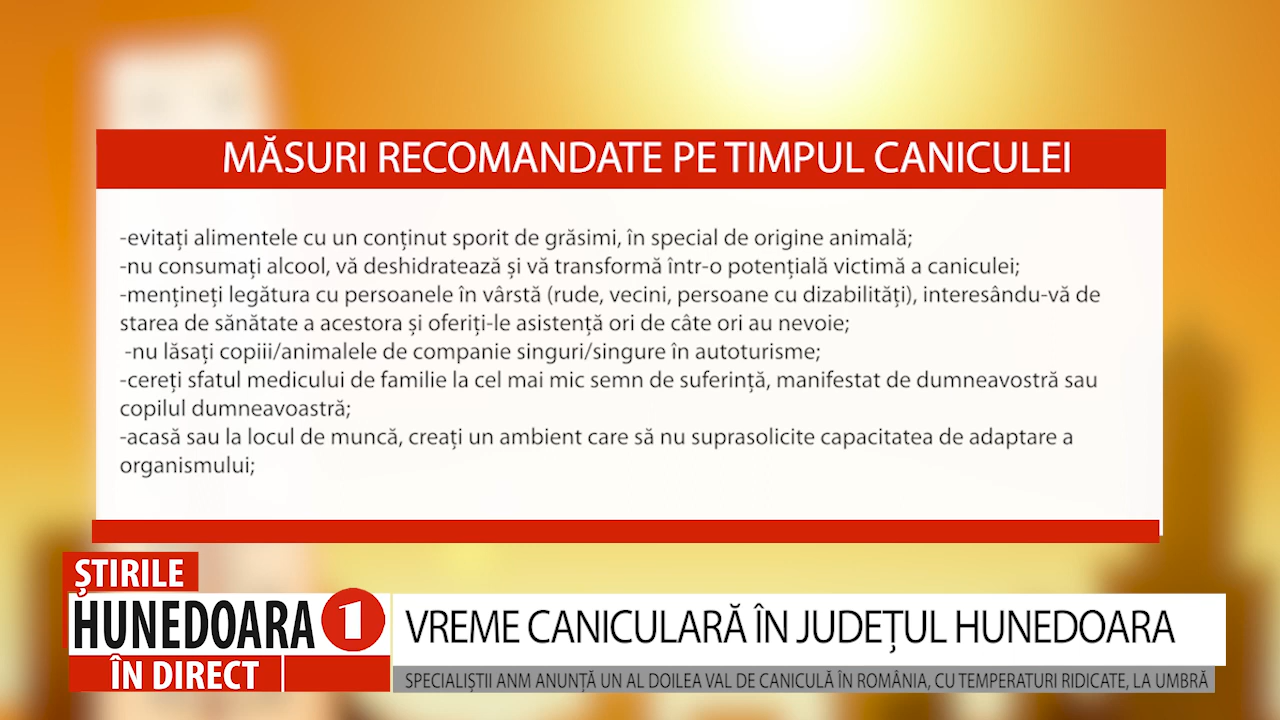 MĂSURI RECOMANDATE PE TIMPUL CANICULEI
-evitați alimentele cu un conținut sporit de grăsimi, în special de origine animală;
-nu consumați alcool, vă deshidratează și vă transformă într-o potențială victimă a caniculei;
-mențineți legătura cu persoanele în vârstă (rude, vecini, persoane cu dizabilități), interesându-vă de
starea de sănătate a acestora și oferiți-le asistență ori de câte ori au nevoie;
-nu lăsați copiii/animalele de companie singuri/singure în autoturisme;
-cereți sfatul medicului de familie la cel mai mic semn de suferință, manifestat de dumneavostră sau
copilul dumneavoastră;
-acasă sau la locul de muncă, creați un ambient care să nu suprasolicite capacitatea de adaptare a
organismului;
ȘTIRILE
HUNEDOARA 1
ÎN DIRECT
VREME CANICULARĂ ÎN JUDEȚUL HUNEDOARA
SPECIALIȘTII ANM ANUNȚĂ UN AL DOILEA VAL DE CANICULĂ ÎN ROMÂNIA, CU TEMPERATURI RIDICATE, LA UMBRĂ